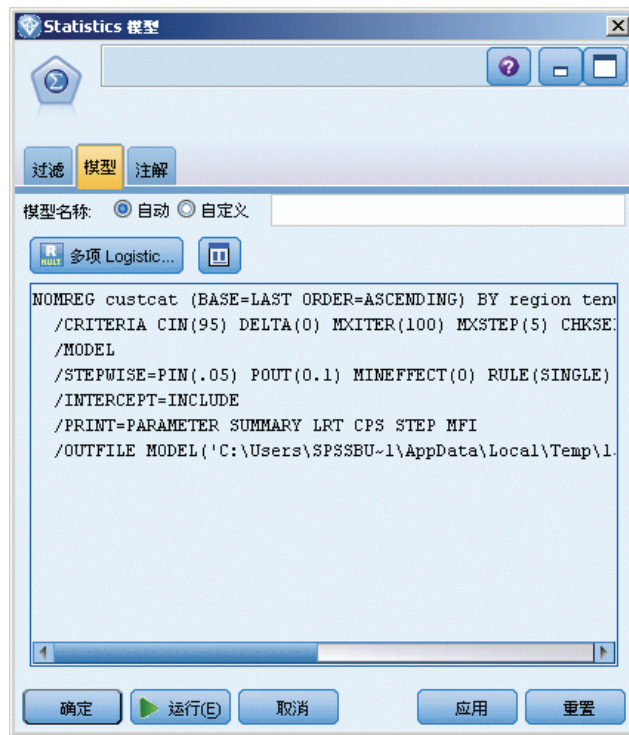 Statistics 模型
过滤 模型 注解
模型名称: 自动 自定义
多项 Logistic...
NOMREG custcat (BASE=LAST ORDER=ASCENDING) BY region
/CRITERIA CIN(95) DELTA(0) MXITER(100) MXSTEP(5)
/MODEL
/STEPWISE=PIN(.05) POUT(0.1) MINEFFECT(0) RULE(SINGLE)
/INTERCEPT=INCLUDE
/PRINT=PARAMETER SUMMARY LRT CPS STEP MFI
/OUTFILE MODEL('C:\Users\SPSSBU~1\AppData\Local\Temp\1.
确定 运行(E) 取消 应用 重置